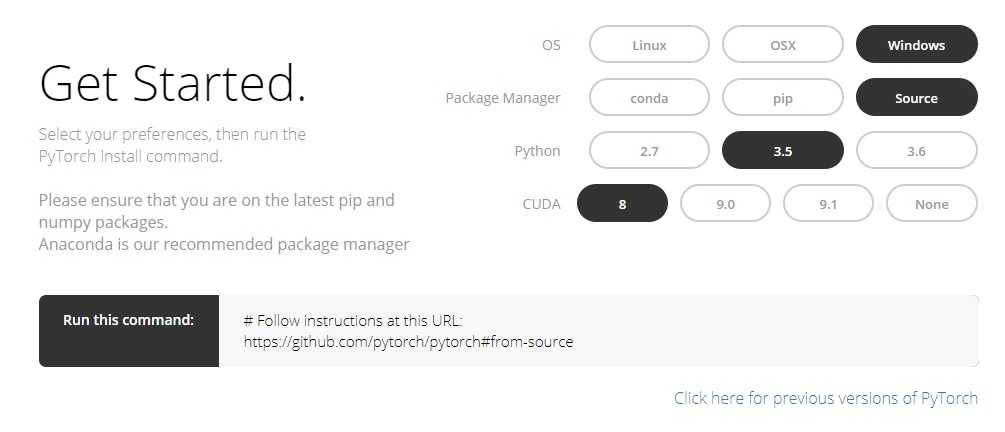 Get Started.
Select your preferences, then run the
PyTorch install command.
Please ensure that you are on the latest pip and
numpy packages.
Anaconda is our recommended package manager
OS Linux OSX Windows
Package Manager conda pip Source
Python 2.7 3.5 3.6
CUDA 8 9.0 9.1 None
Run this command: # Follow instructions at this URL:
https://github.com/pytorch/pytorch#from-source
Click here for previous versions of PyTorch